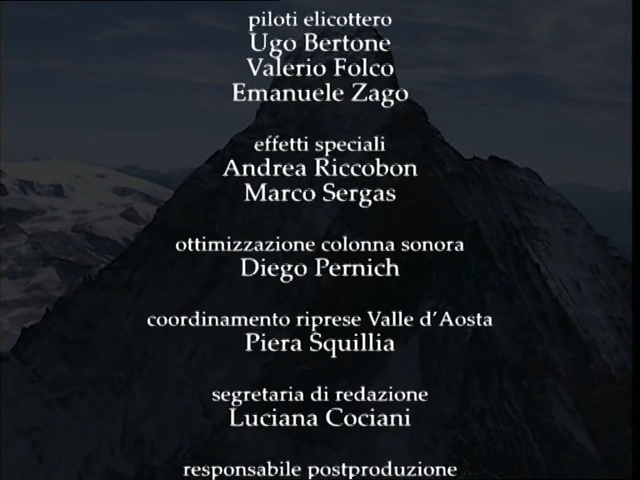 piloti elicottero
Ugo Bertone
Valerio Folco
Emanuele Zago
effetti speciali
Andrea Riccobon
Marco Sergas
ottimizzazione colonna sonora
Diego Pernich
coordinamento riprese Valle d'Aosta
Piera Squillia
segretaria di redazione
Luciana Cociani
responsabile postproduzione